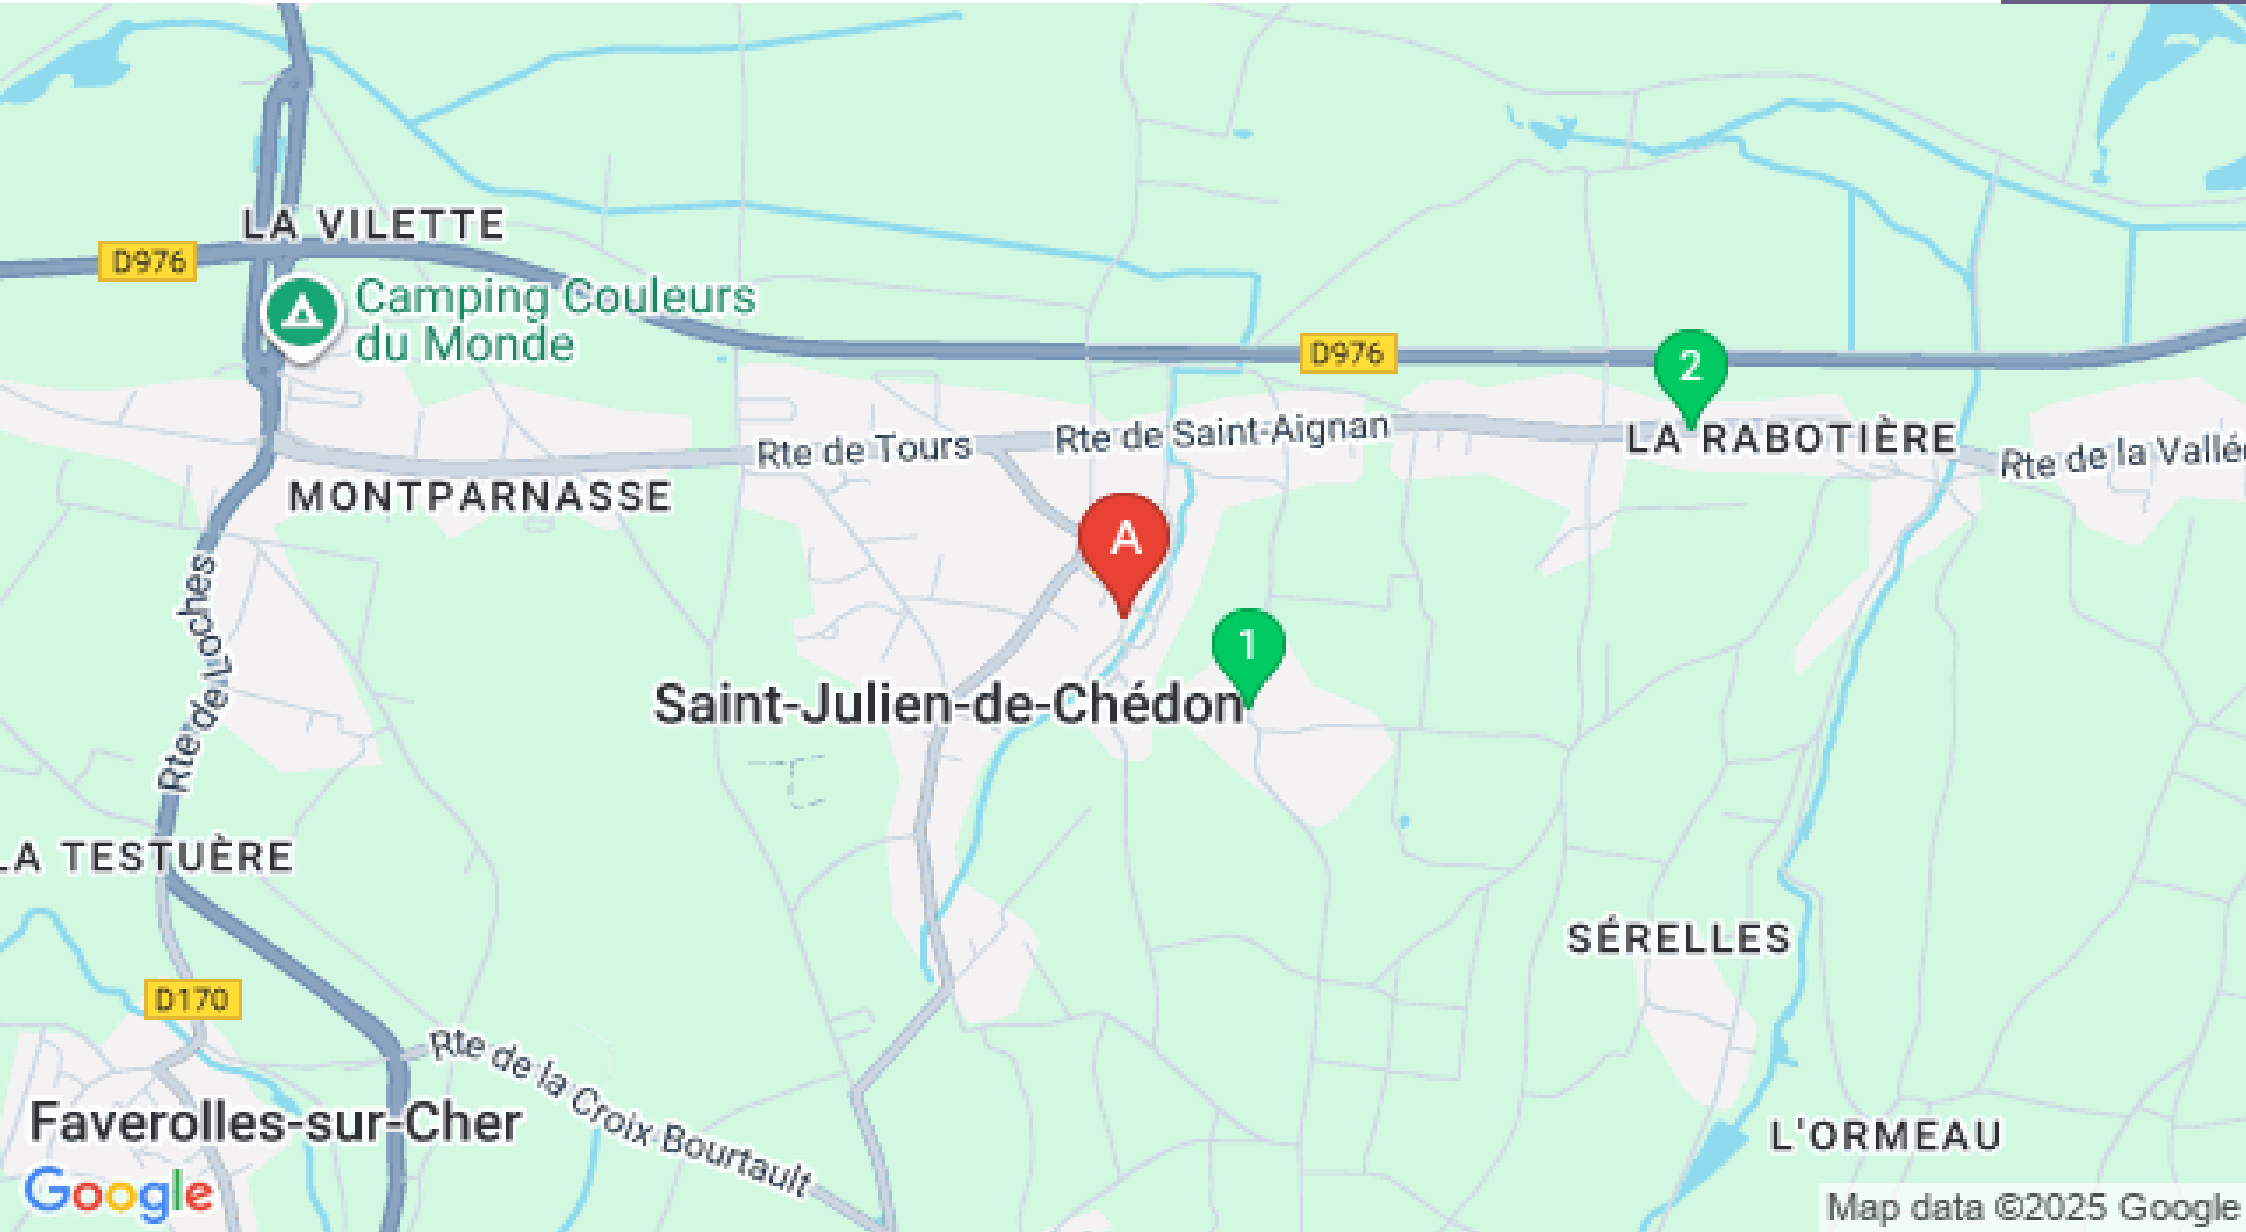 LA VILETTE
D976
Camping Couleurs
du Monde
D976
2
LA RABOTIÈRE
Rte de Tours
Rte de Saint-Aignan
Rte de la Vallé
MONTPARNASSE
A
Rte de Loches
1
Saint-Julien-de-Chédon
LA TESTUÈRE
SÉRELLES
D170
Rte de la Croix Bourtault
Faverolles-sur-Cher
L'ORMEAU
Google
Map data ©2025 Google